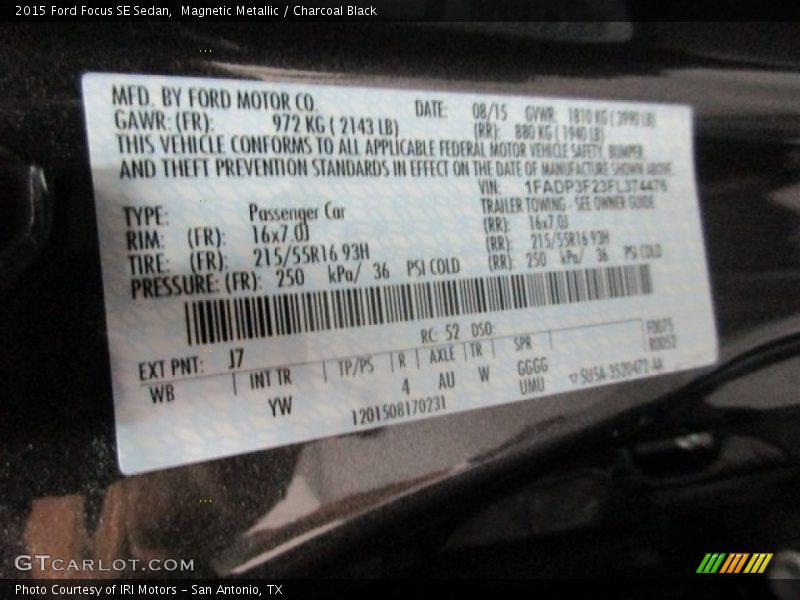 2015 Ford Focus SE Sedan,  Magnetic Metallic / Charcoal Black
MFD. BY FORD MOTOR CO.  DATE:  08/15  GVWR:  1810 KG ( 3990 LB)
GAWR: (FR):  972 KG ( 2143 LB)  (RR):  880 KG ( 1940 LB)
THIS VEHICLE CONFORMS TO ALL APPLICABLE FEDERAL MOTOR VEHICLE SAFETY, BUMPER,
AND THEFT PREVENTION STANDARDS IN EFFECT ON THE DATE OF MANUFACTURE SHOWN ABOVE.
VIN:  1FADP3F23FL374476
TYPE:  Passenger Car  TRAILER TOWING - SEE OWNER GUIDE
RIM:  (FR):  16x7.0J  (RR):  16x7.0J
TIRE:  (FR):  215/55R16 93H  (RR):  215/55R16 93H
PRESSURE: (FR):  250  kPa/  36  PSI COLD  (RR):  250  kPa/  36  PSI COLD
RC: 52  DSO:  F0075
EXT PNT:  J7  R0052
WB  INT TR  TP/PS  R  AXLE  TR  SPR
YW  4  AU  W  GGGG
UMU
1201508170231
GTCARLOT.COM
Photo Courtesy of IRI Motors – San Antonio, TX